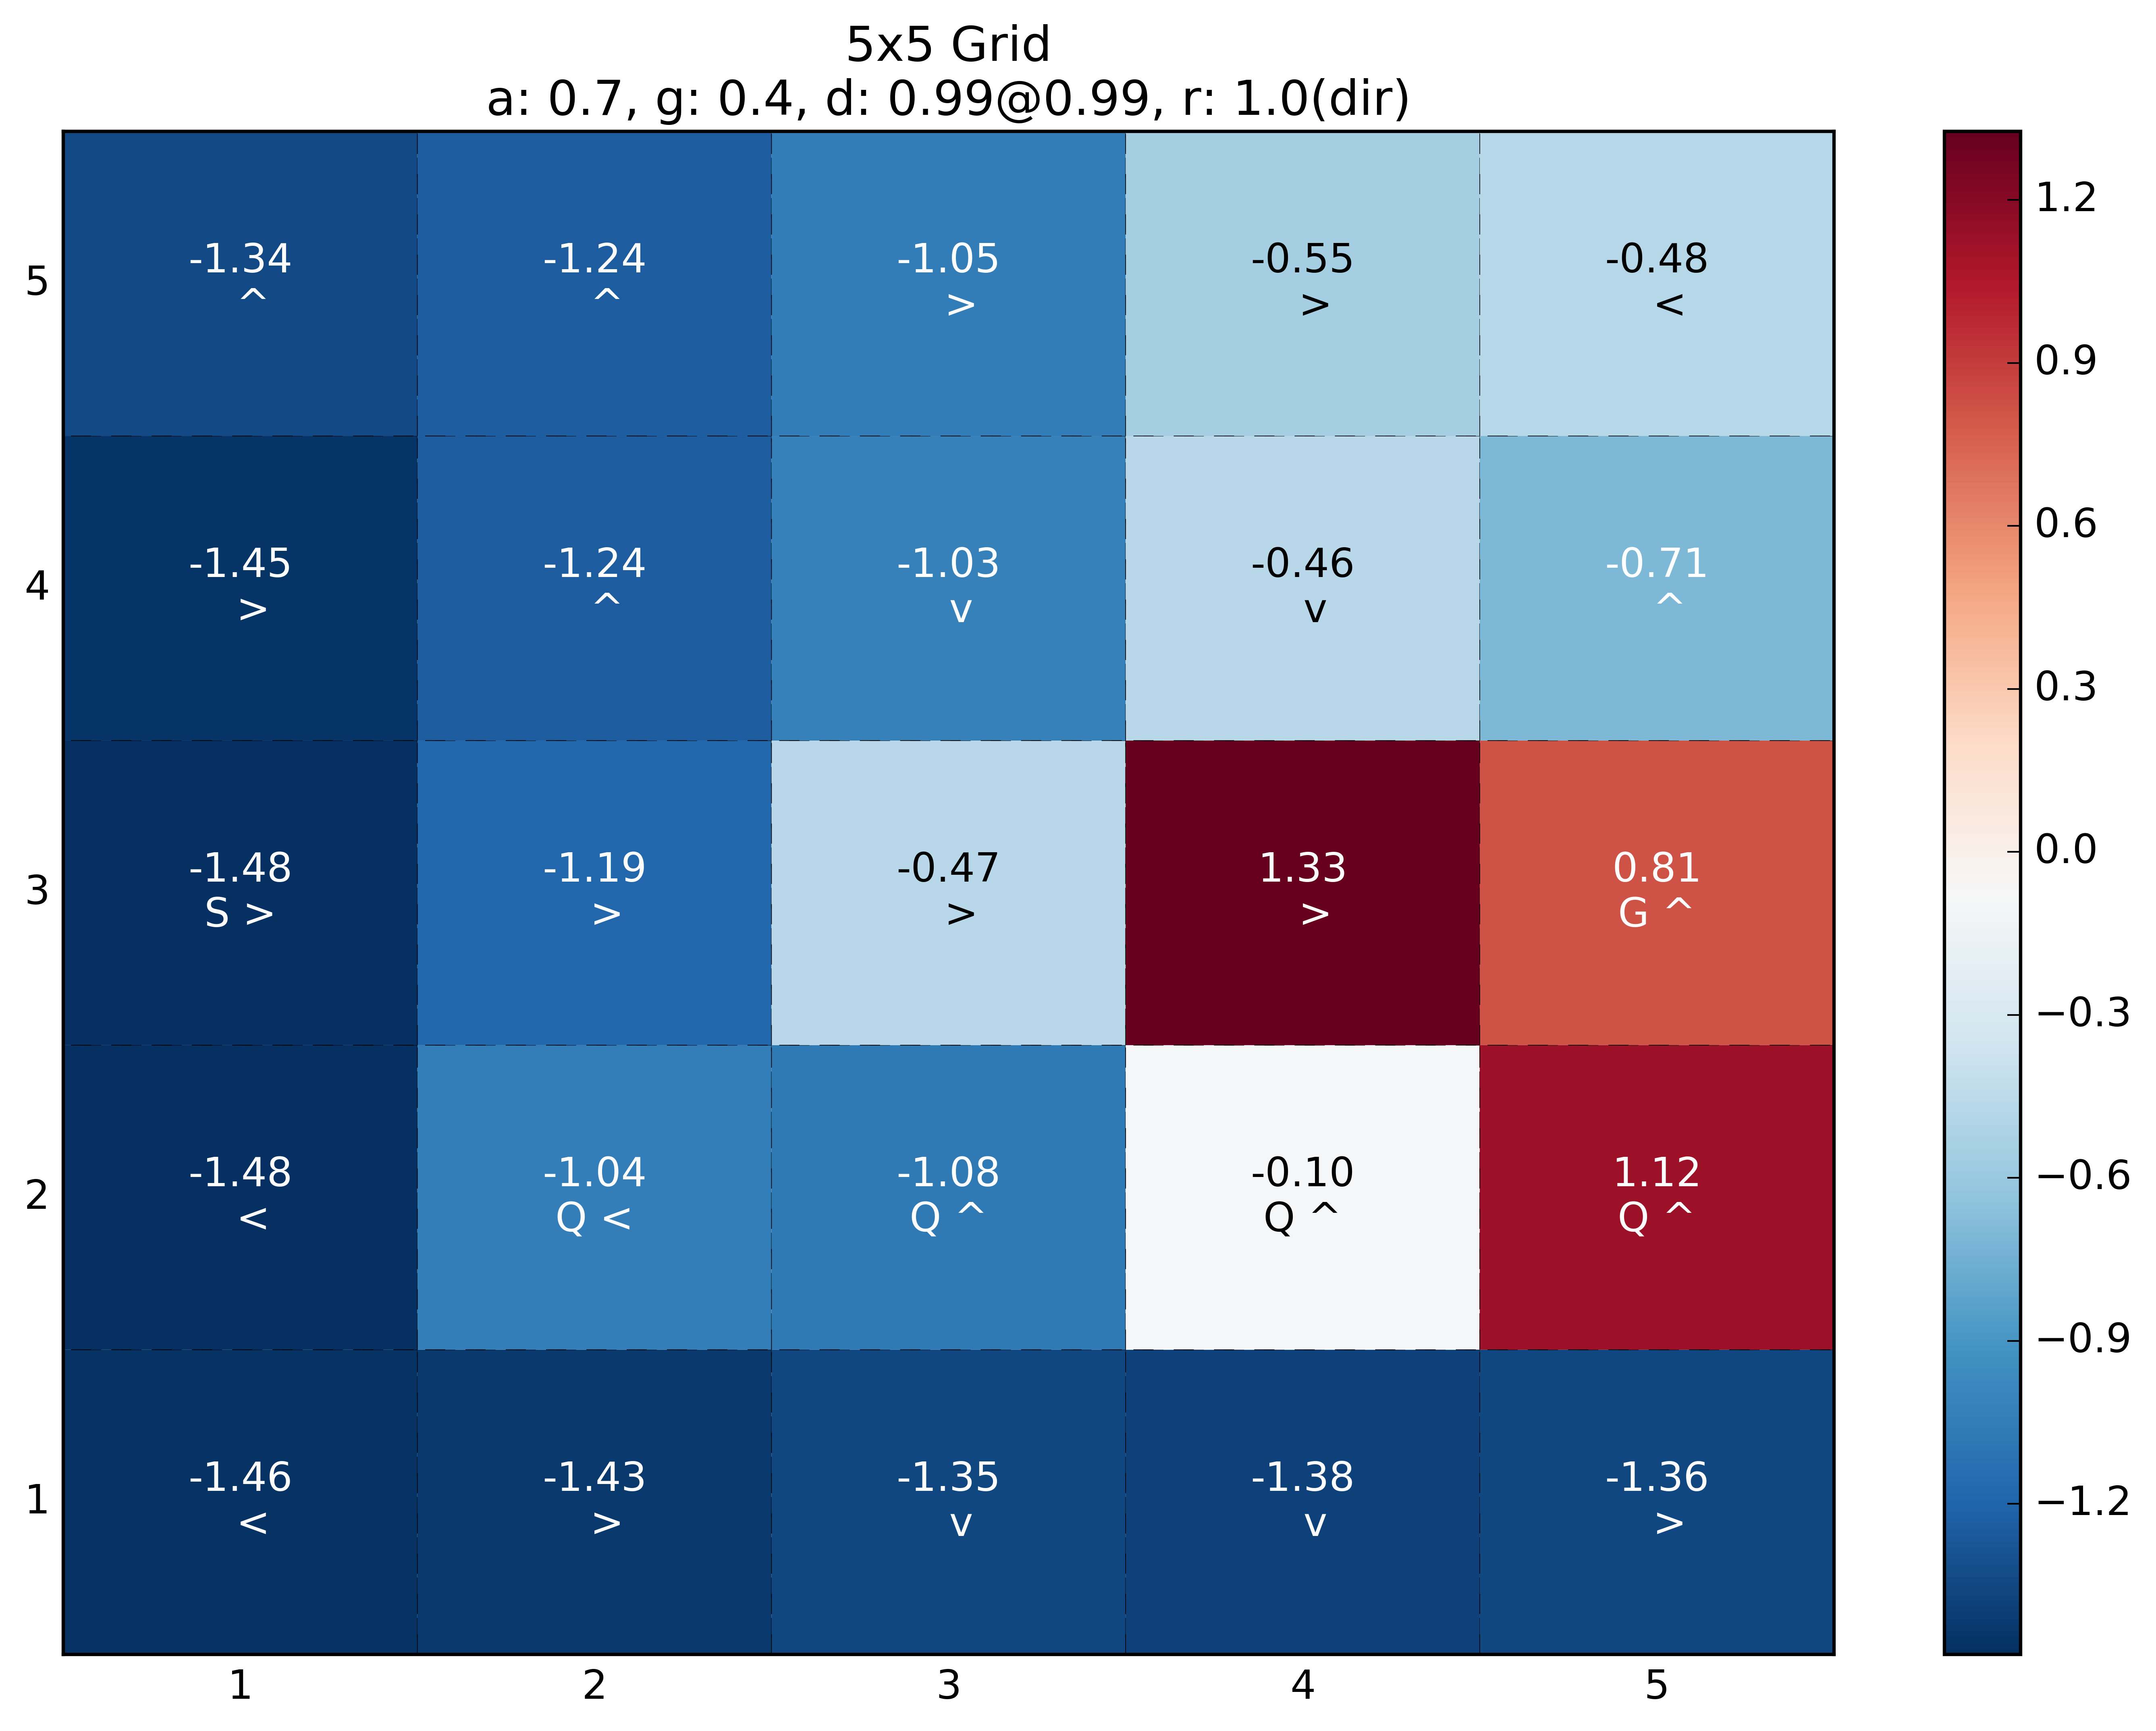 5x5 Grid
a: 0.7, g: 0.4, d: 0.99@0.99, r: 1.0(dir)
5 -1.34 -1.24 -1.05 -0.55 -0.48
^ ^ > > <
4 -1.45 -1.24 -1.03 -0.46 -0.71
> ^ v v ^
3 -1.48 -1.19 -0.47 1.33 0.81
S > > > > G ^
2 -1.48 -1.04 -1.08 -0.10 1.12
< Q < Q ^ Q ^ Q ^
1 -1.46 -1.43 -1.35 -1.38 -1.36
< > v v >
1 2 3 4 5
1.2
0.9
0.6
0.3
0.0
−0.3
−0.6
−0.9
−1.2